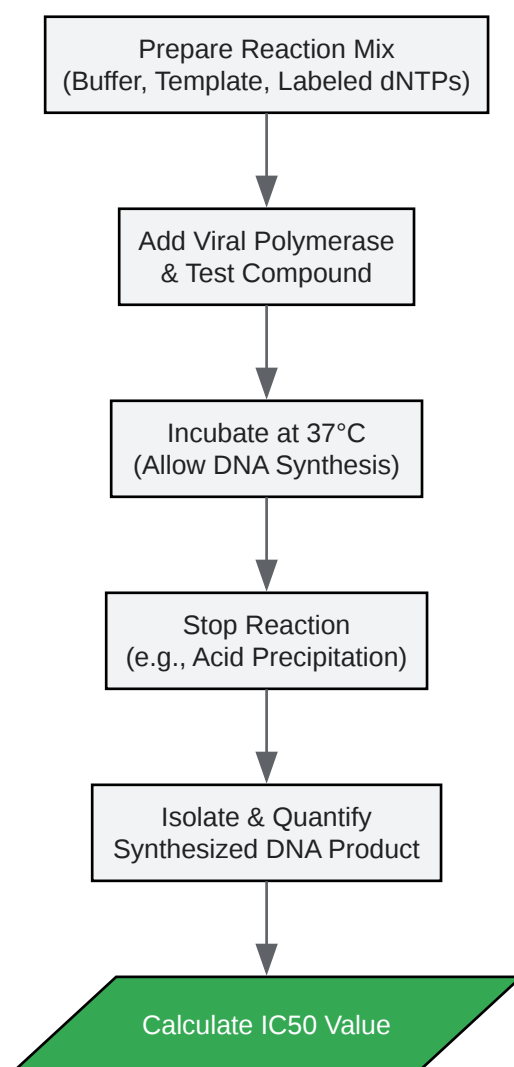 Prepare Reaction Mix
(Buffer, Template, Labeled dNTPs)
Add Viral Polymerase
& Test Compound
Incubate at 37°C
(Allow DNA Synthesis)
Stop Reaction
(e.g., Acid Precipitation)
Isolate & Quantify
Synthesized DNA Product
Calculate IC50 Value